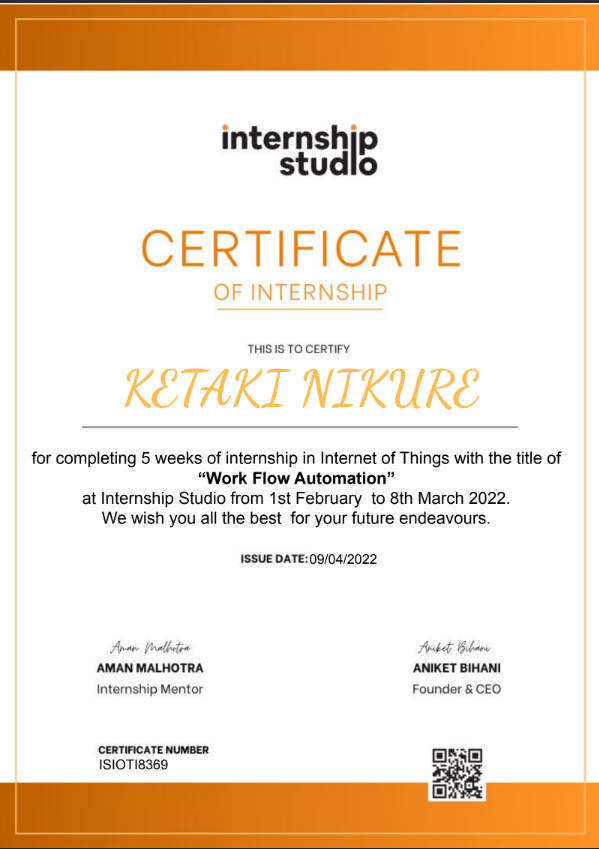 internship
studio
CERTIFICATE
OF INTERNSHIP
THIS IS TO CERTIFY
KETAKI NIKURE
for completing 5 weeks of internship in Internet of Things with the title of
“Work Flow Automation”
at Internship Studio from 1st February to 8th March 2022.
We wish you all the best for your future endeavours.
ISSUE DATE: 09/04/2022
Aman Malhotra
AMAN MALHOTRA
Internship Mentor
Aniket Bihani
ANIKET BIHANI
Founder & CEO
CERTIFICATE NUMBER
ISIOTI8369